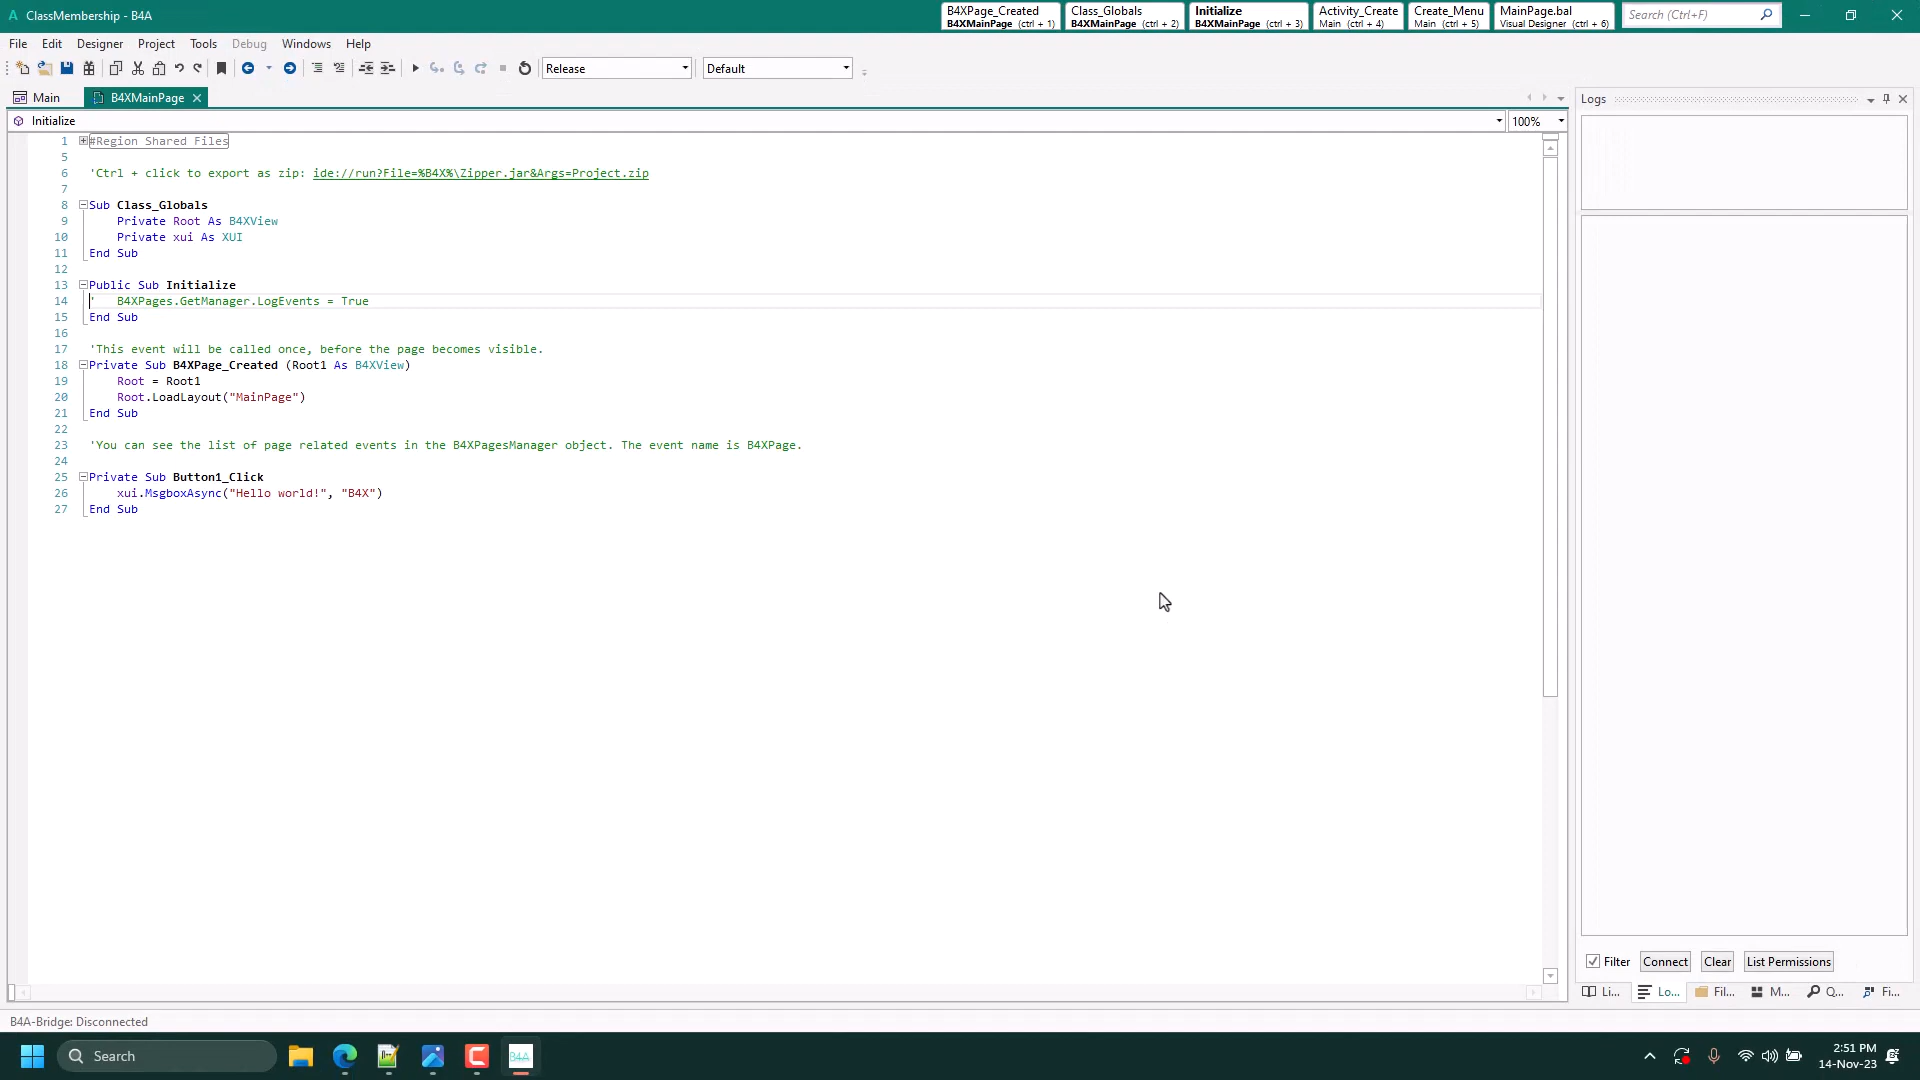 ClassMembership - B4A
B4XPage_Created
B4XMainPage (ctrl + 1)
Class_Globals
B4XMainPage (ctrl + 2)
Initialize
B4XMainPage (ctrl + 3)
Activity_Create
Main (ctrl + 4)
Create_Menu
Main (ctrl + 5)
MainPage.bal
Visual Designer (ctrl + 6)
Search (Ctrl+F)
File Edit Designer Project Tools Debug Windows Help
Release Default
Main B4XMainPage
Logs
Initialize 100%
1 #Region Shared Files
5
6 'Ctrl + click to export as zip: ide://run?File=%B4X%\Zipper.jar&Args=Project.zip
7
8 Sub Class_Globals
9 Private Root As B4XView
10 Private xui As XUI
11 End Sub
12
13 Public Sub Initialize
14 ' B4XPages.GetManager.LogEvents = True
15 End Sub
16
17 'This event will be called once, before the page becomes visible.
18 Private Sub B4XPage_Created (Root1 As B4XView)
19 Root = Root1
20 Root.LoadLayout("MainPage")
21 End Sub
22
23 'You can see the list of page related events in the B4XPagesManager object. The event name is B4XPage.
24
25 Private Sub Button1_Click
26 xui.MsgboxAsync("Hello world!", "B4X")
27 End Sub
Filter Connect Clear List Permissions
Li... Lo... Fil... M... Q... Fi...
B4A-Bridge: Disconnected
Search
B4A
2:51 PM
14-Nov-23